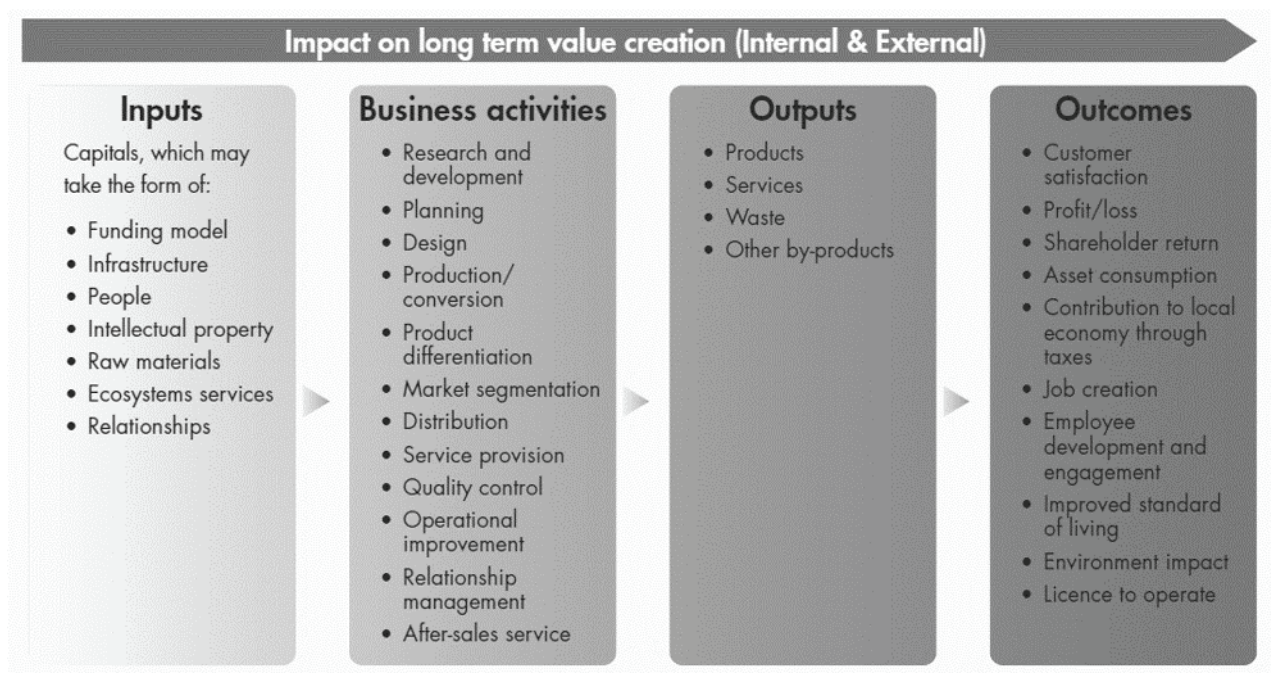 Impact on long term value creation (Internal & External)
Inputs
Capitals, which may
take the form of:
• Funding model
• Infrastructure
• People
• Intellectual property
• Raw materials
• Ecosystems services
• Relationships
Business activities
• Research and
development
• Planning
• Design
• Production/
conversion
• Product
differentiation
• Market segmentation
• Distribution
• Service provision
• Quality control
• Operational
improvement
• Relationship
management
• After-sales service
Outputs
• Products
• Services
• Waste
• Other by-products
Outcomes
• Customer
satisfaction
• Profit/loss
• Shareholder return
• Asset consumption
• Contribution to local
economy through
taxes
• Job creation
• Employee
development and
engagement
• Improved standard
of living
• Environment impact
• Licence to operate